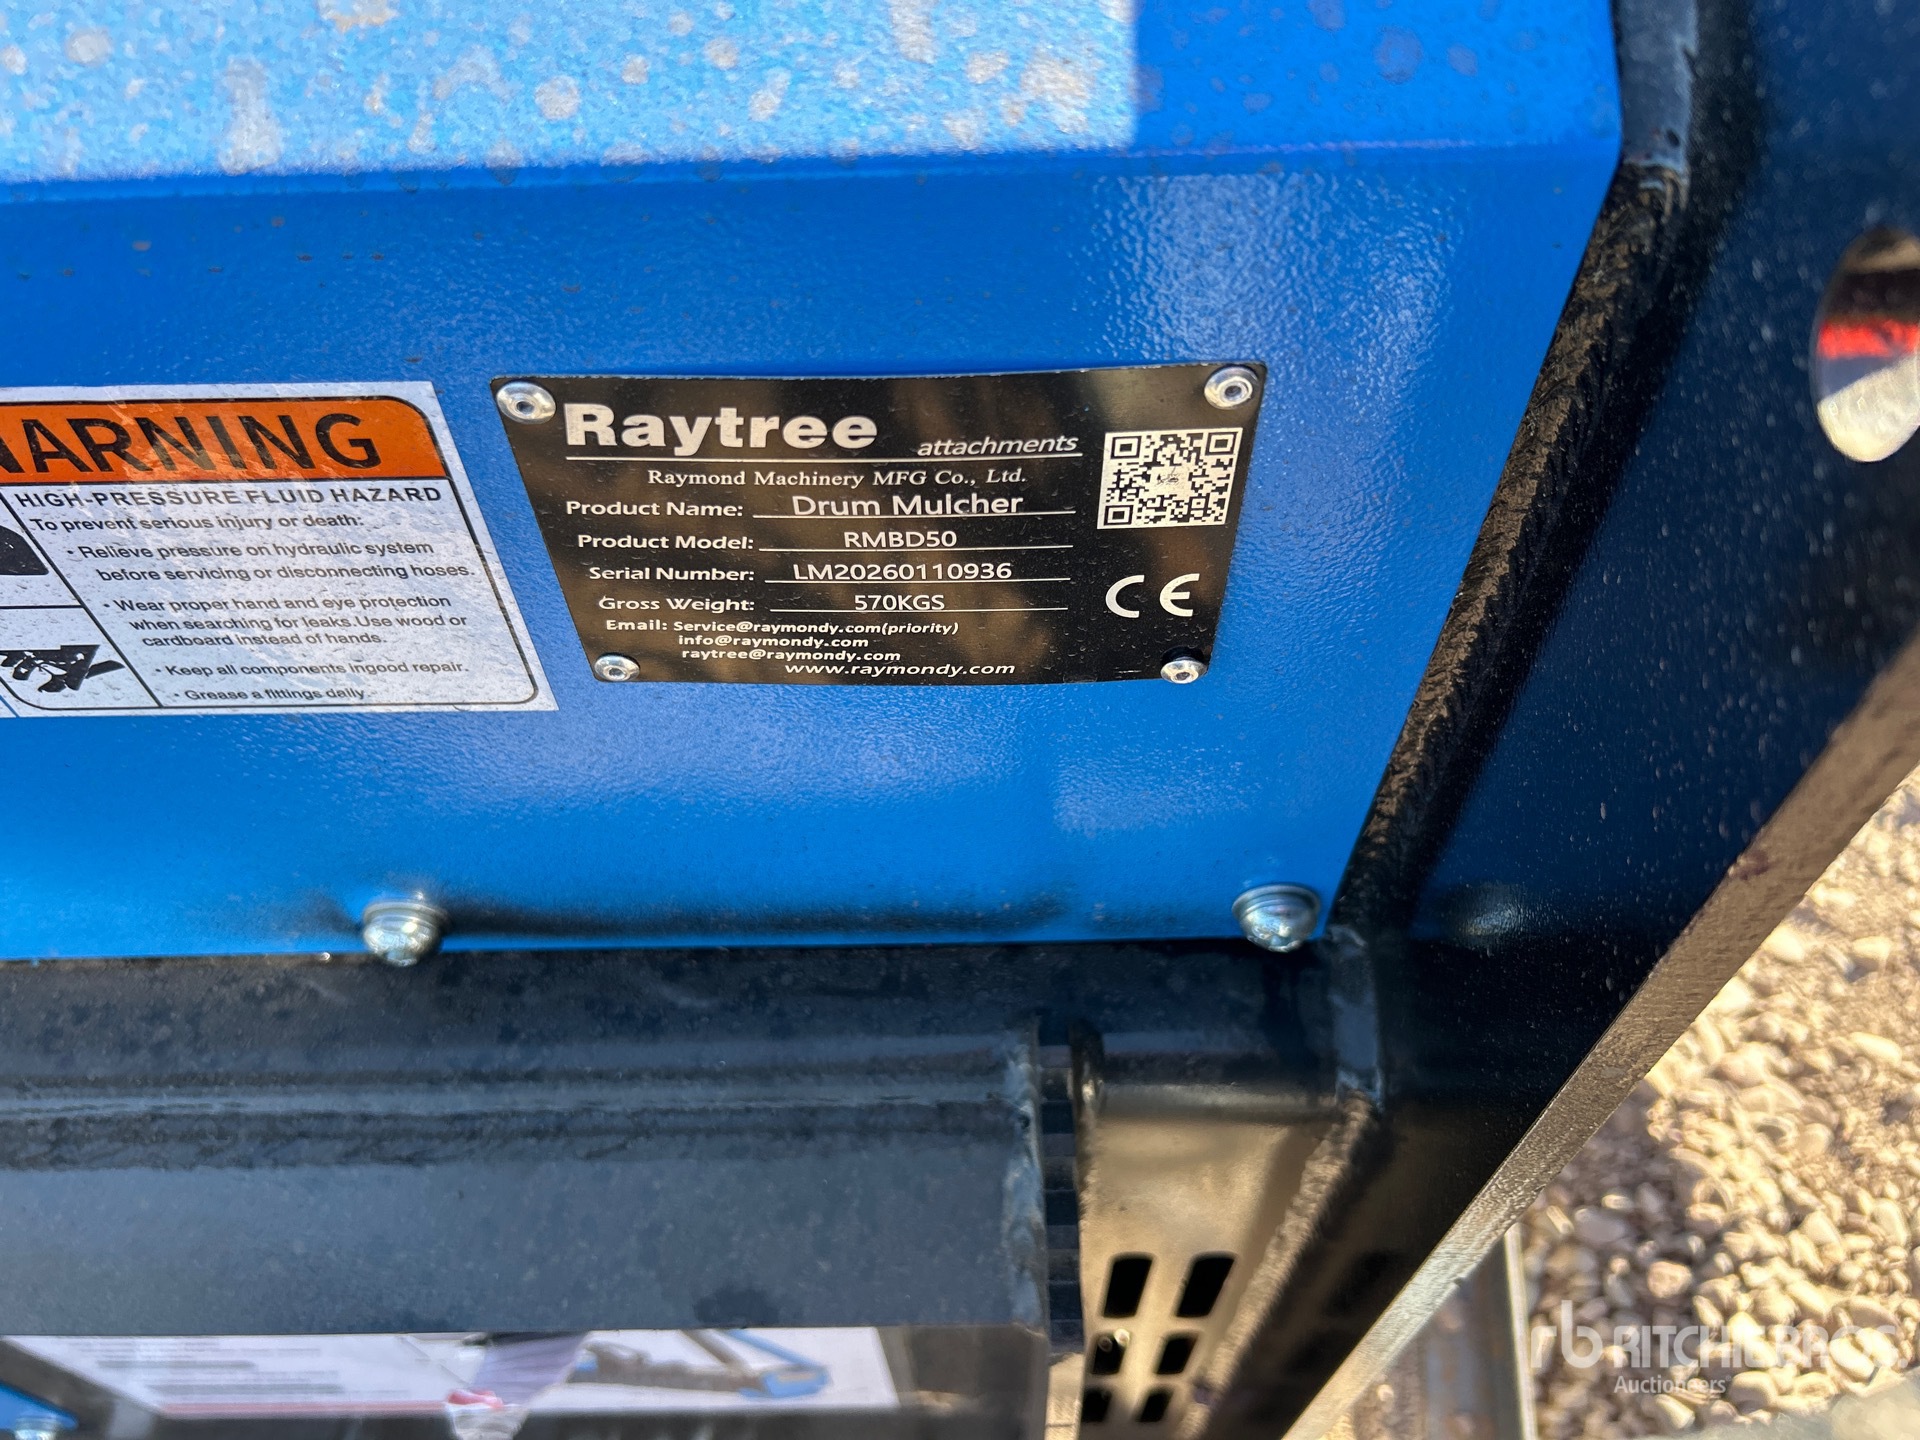 WARNING
HIGH-PRESSURE FLUID HAZARD
To prevent serious injury or death:
• Relieve pressure on hydraulic system
before servicing or disconnecting hoses.
• Wear proper hand and eye protection
when searching for leaks.Use wood or
cardboard instead of hands.
• Keep all components ingood repair.
• Grease a fittings daily.
Raytree
attachments
Raymond Machinery MFG Co., Ltd.
Product Name: Drum Mulcher
Product Model: RMBD50
Serial Number: LM20260110936
Gross Weight: 570KGS
Email: Service@raymondy.com(priority)
info@raymondy.com
raytree@raymondy.com
www.raymondy.com
CE
rb RITCHIE BROS.
Auctioneers